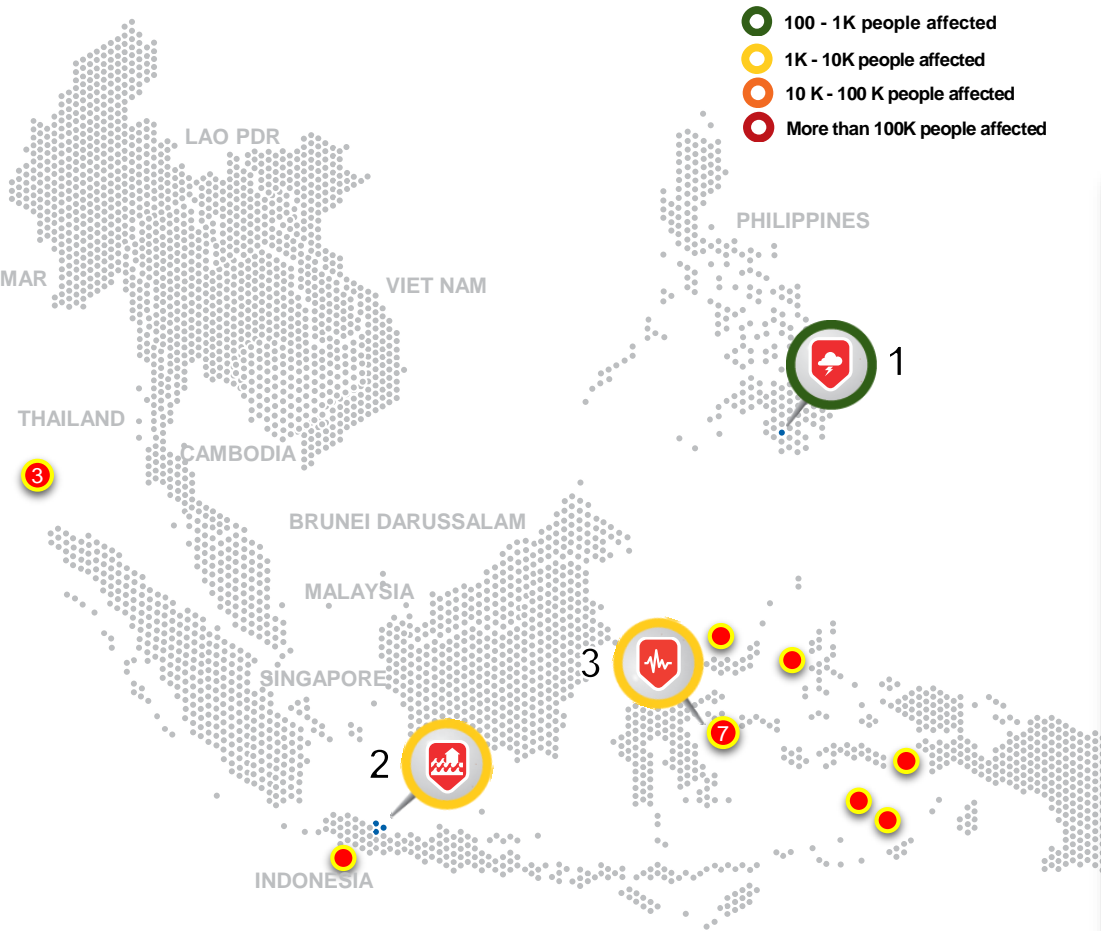 100 - 1K people affected
1K - 10K people affected
10 K - 100 K people affected
More than 100K people affected
LAO PDR
PHILIPPINES
MAR
VIET NAM
1
THAILAND
CAMBODIA
3
BRUNEI DARUSSALAM
MALAYSIA
3
SINGAPORE
7
2
INDONESIA